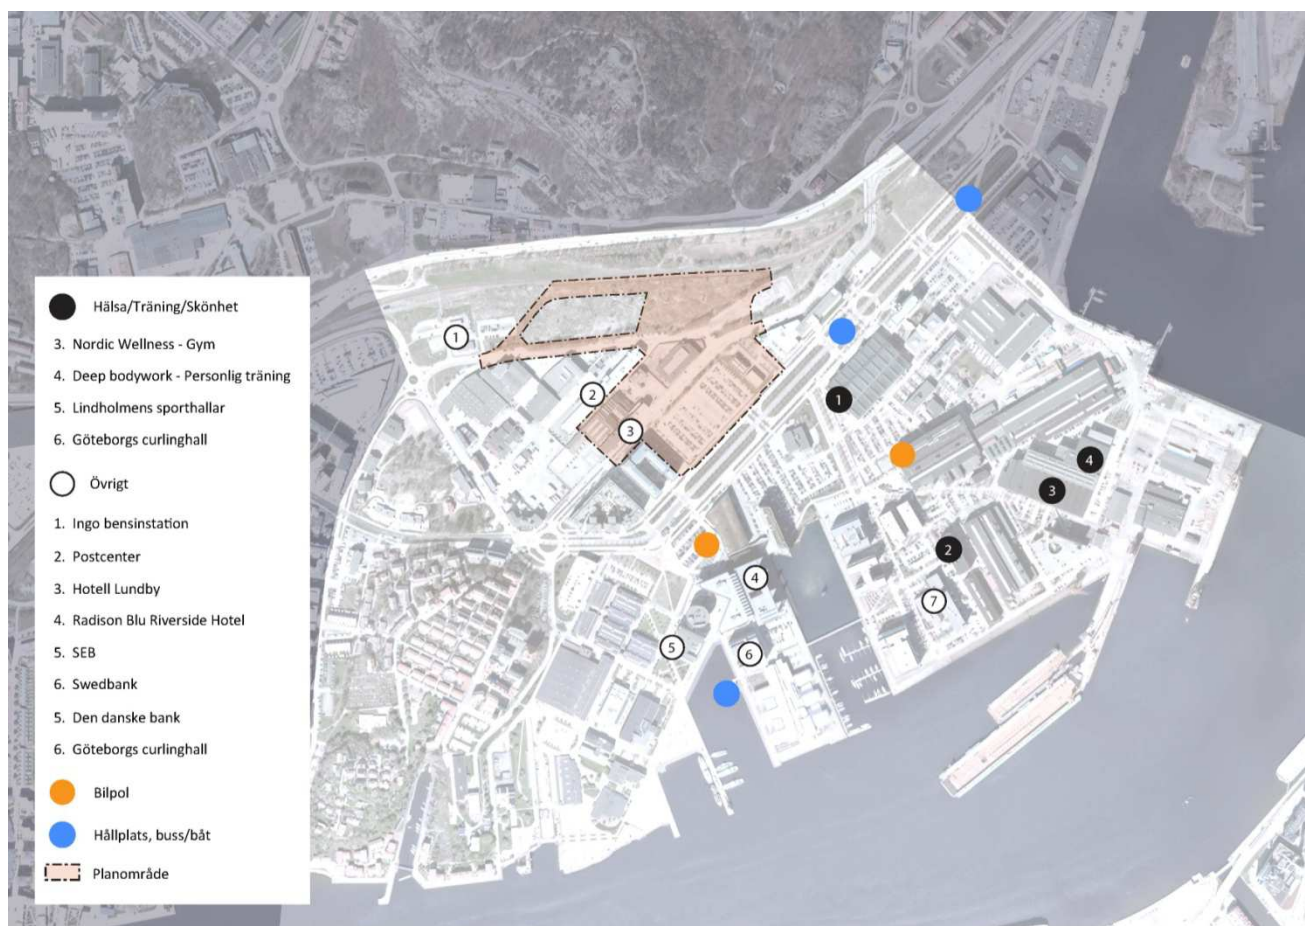 Hälsa/Träning/Skönhet
3. Nordic Wellness - Gym
4. Deep bodywork - Personlig träning
5. Lindholmens sporthallar
6. Göteborgs curlinghall
Övrigt
1. Ingo bensinstation
2. Postcenter
3. Hotell Lundby
4. Radison Blu Riverside Hotel
5. SEB
6. Swedbank
5. Den danske bank
6. Göteborgs curlinghall
Bilpol
Hållplats, buss/båt
Planområde
1
2
3
1
4
3
2
4
7
5
6